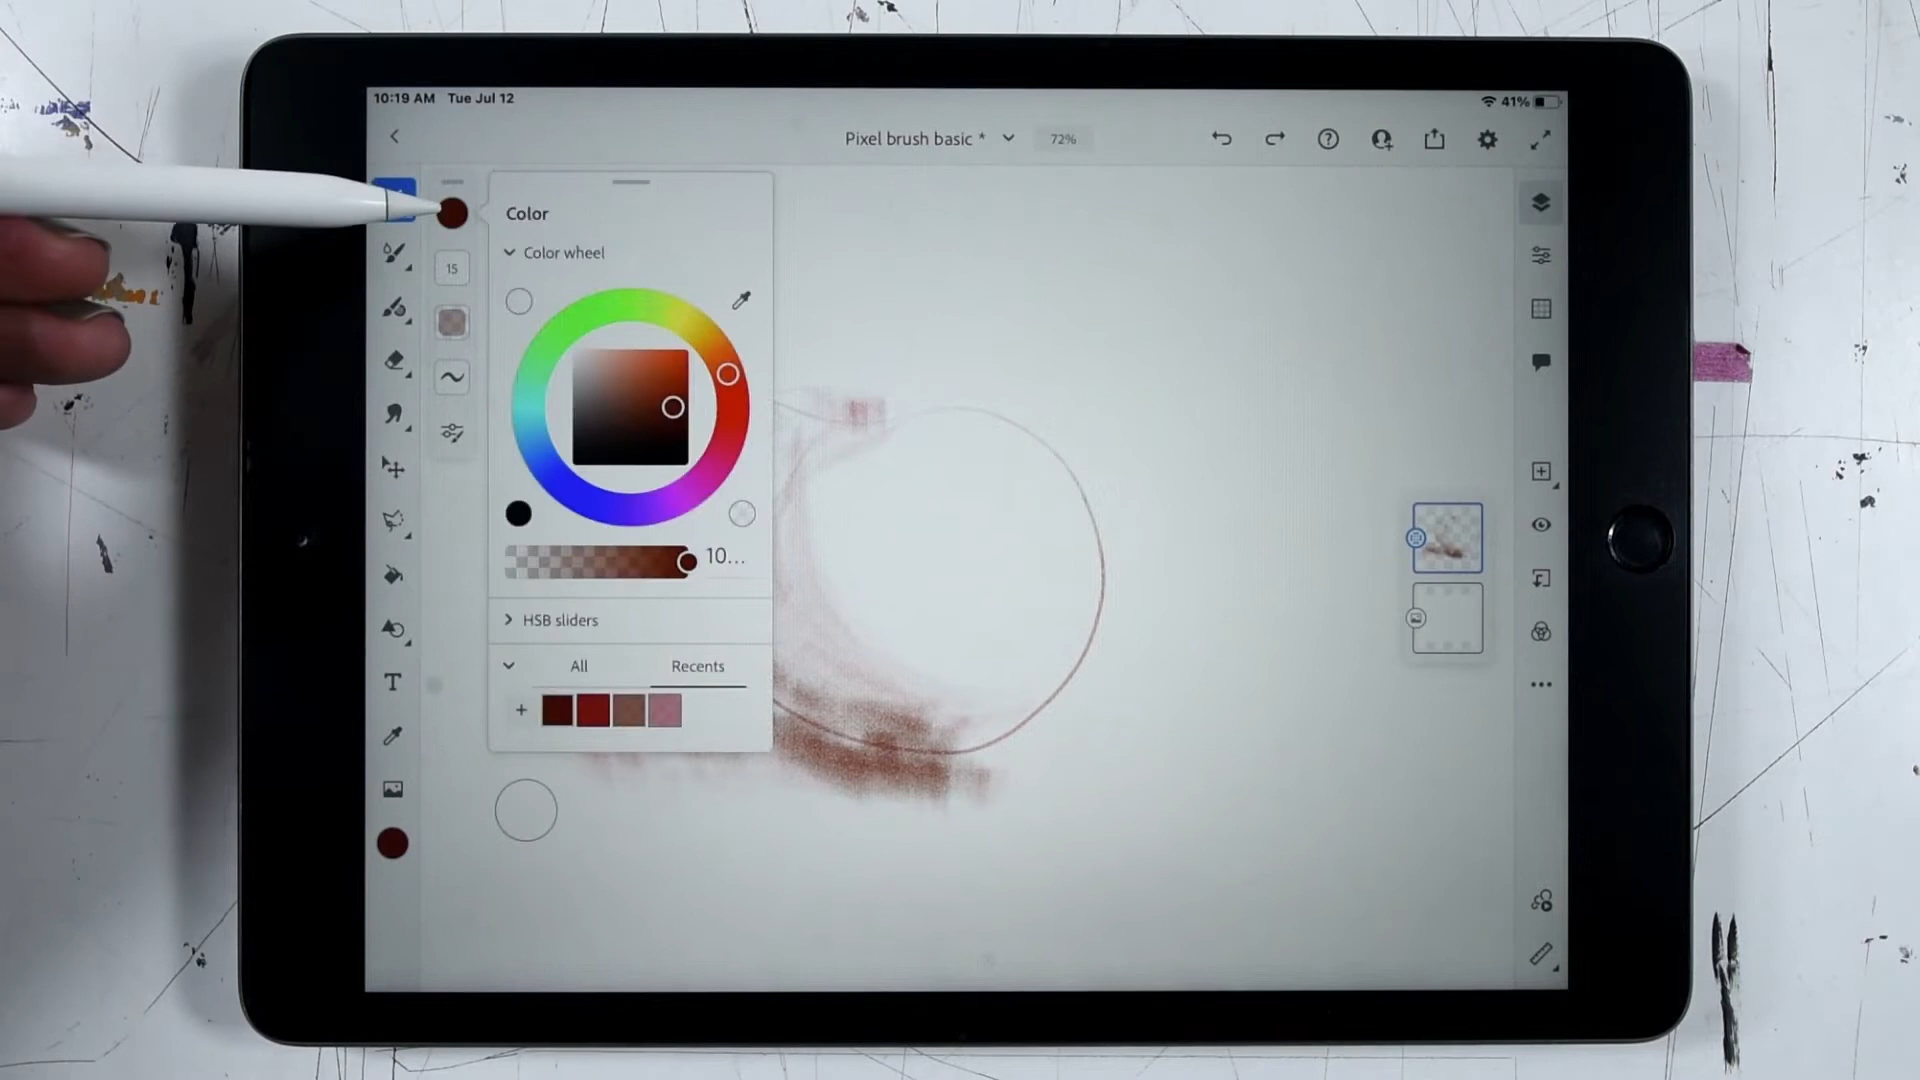 10:19 AM Tue Jul 12
41%
Pixel brush basic *
72%
Color
Color wheel
15
10...
HSB sliders
All Recents
T